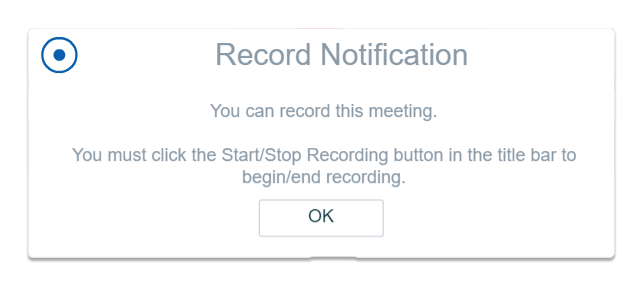 Record Notification
You can record this meeting.
You must click the Start/Stop Recording button in the title bar to
begin/end recording.
OK